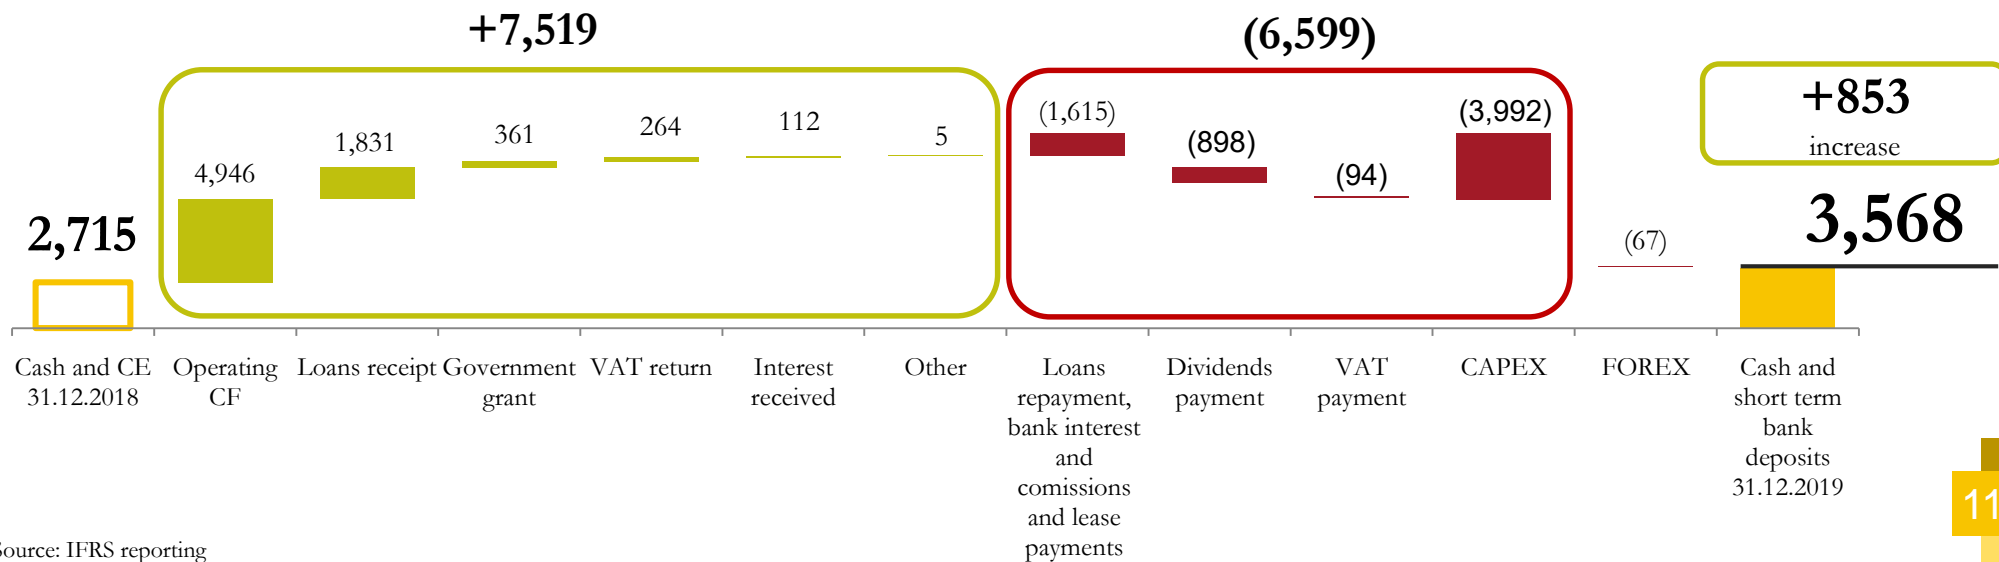 +7,519
(6,599)
+853
increase
4,946
1,831
361
264
112
5
(1,615)
(898)
(94)
(3,992)
(67)
2,715
3,568
Cash and CE
31.12.2018
Operating
CF
Loans receipt
Government
grant
VAT return
Interest
received
Other
Loans
repayment,
bank interest
and
comissions
and lease
payments
Dividends
payment
VAT
payment
CAPEX
FOREX
Cash and
short term
bank
deposits
31.12.2019
11
Source: IFRS reporting